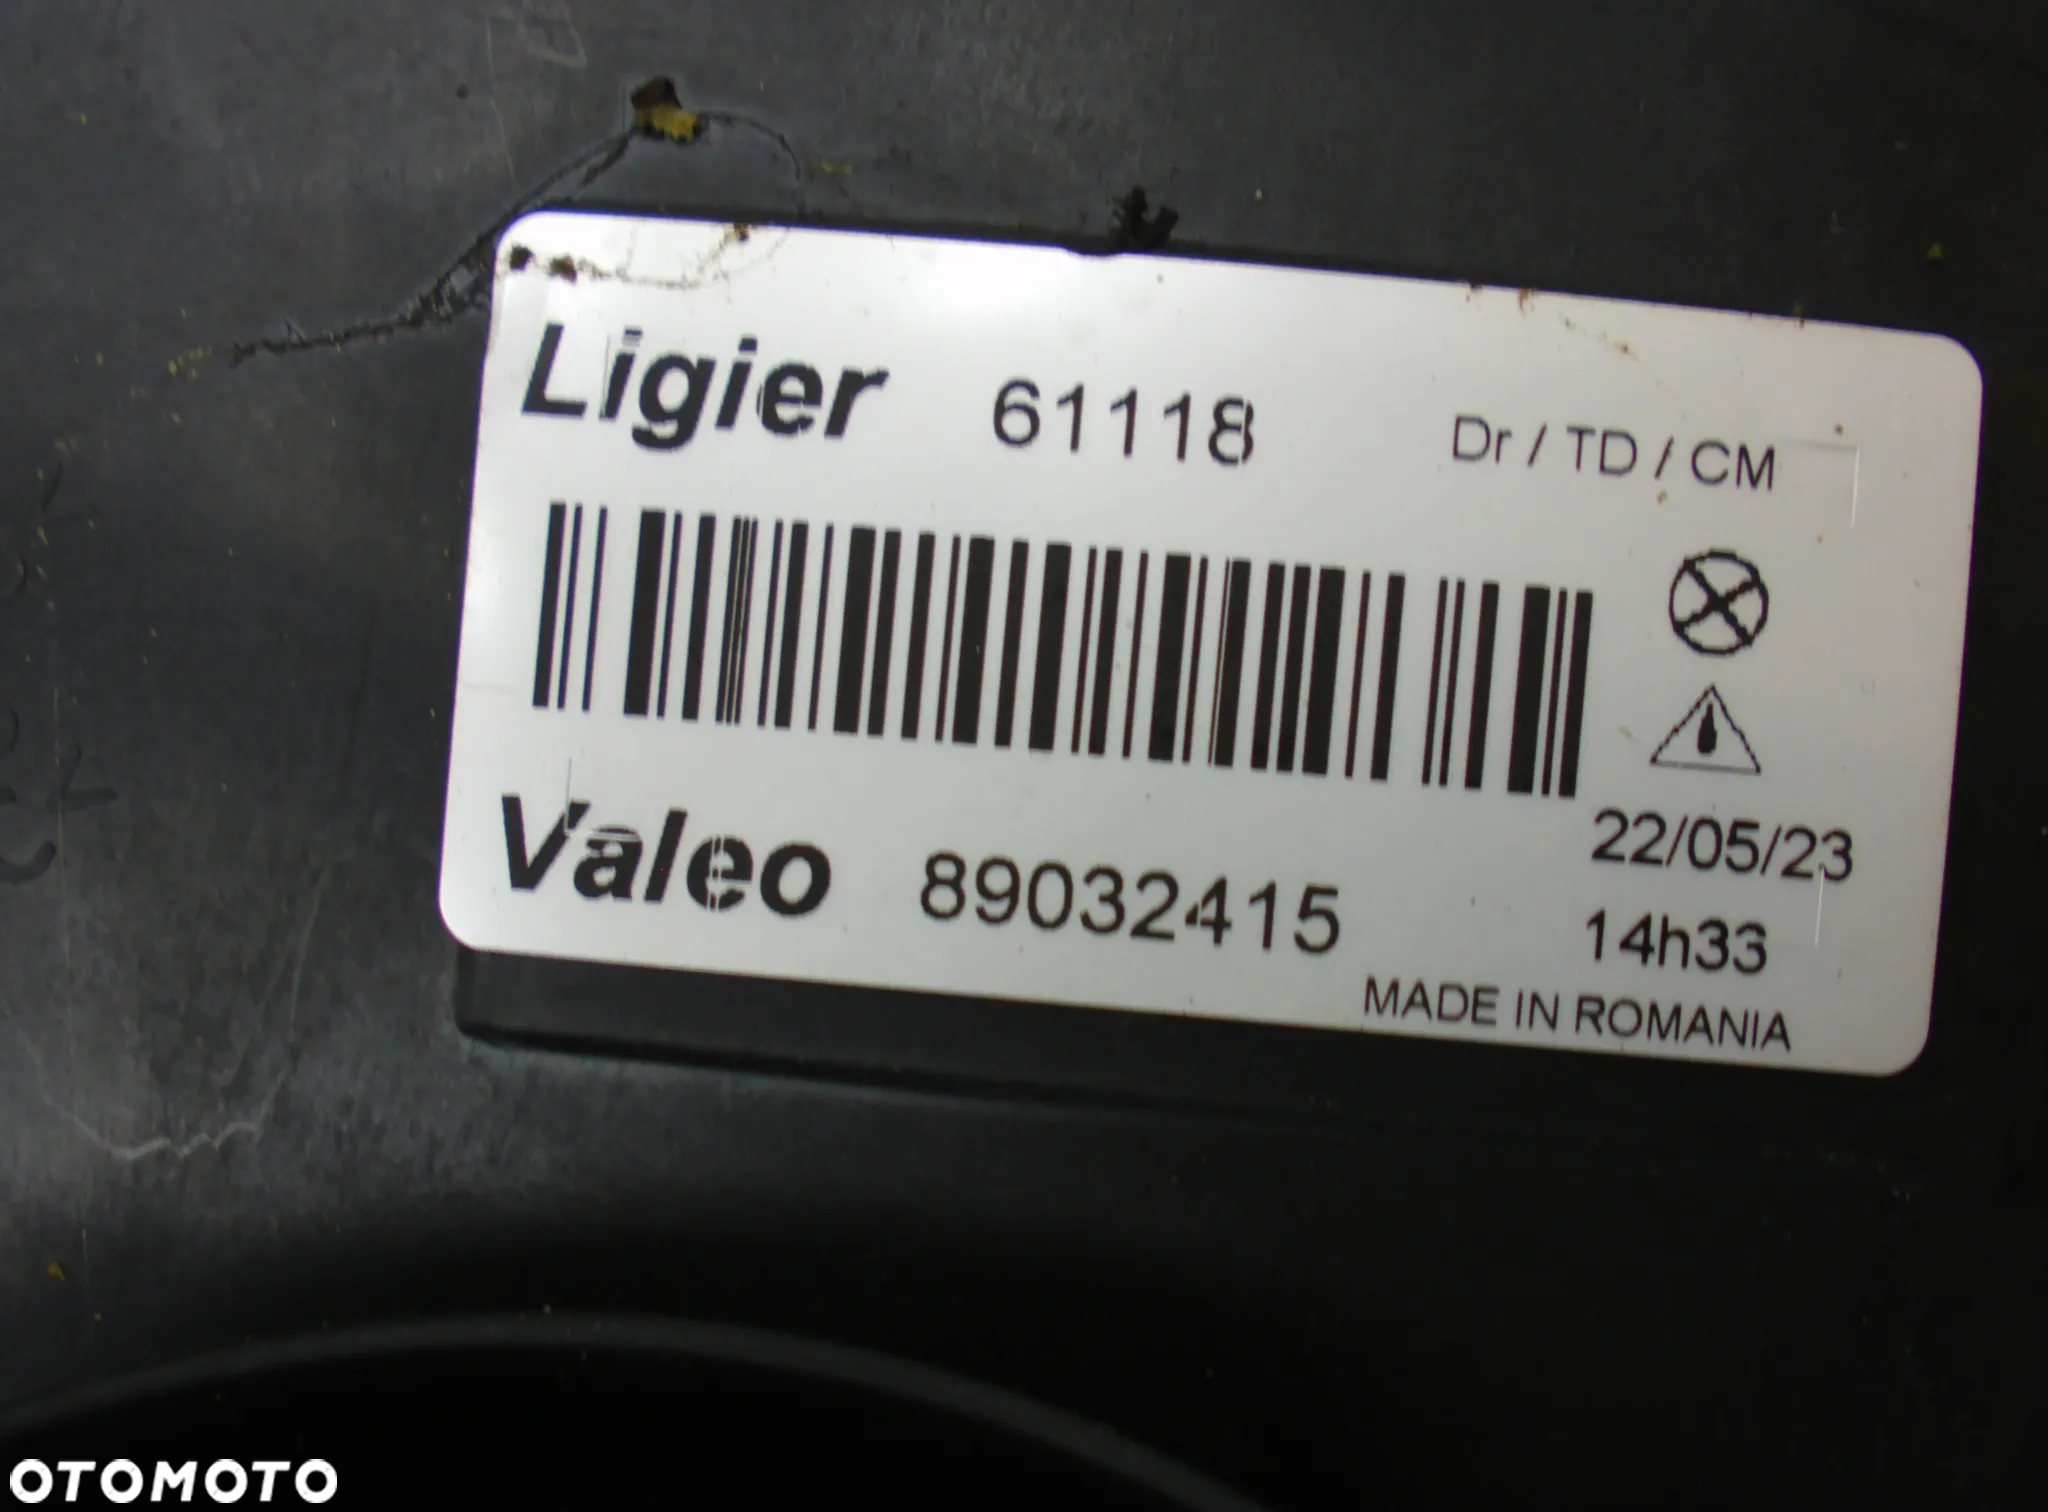 Ligier 61118 Dr / TD / CM
Valeo 89032415
22/05/23
14h33
MADE IN ROMANIA
OTOMOTO